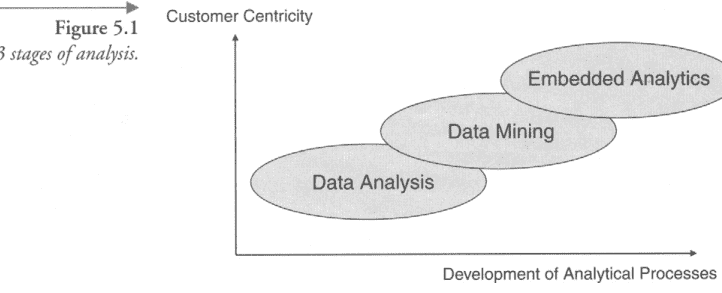 Figure 5.1
3 stages of analysis.
Customer Centricity
Embedded Analytics
Data Mining
Data Analysis
Development of Analytical Processes